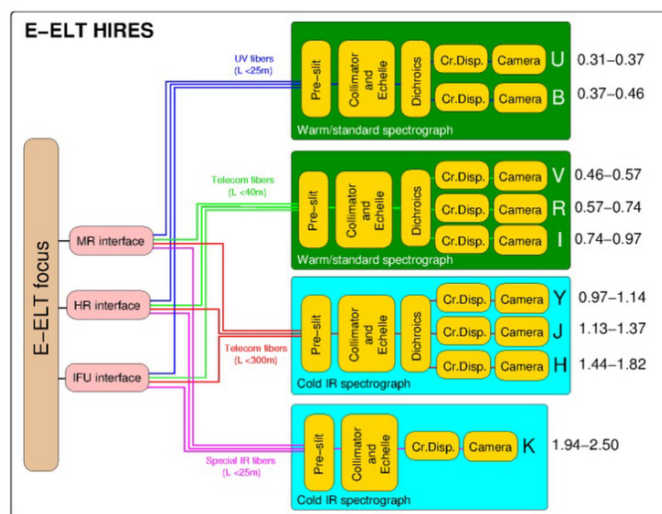 E-ELT HIRES
E-ELT focus
MR interface
HR interface
IFU interface
UV fibers
(L <25m)
Pre-slit
Collimator
and
Echelle
Dichroics
Cr.Disp.
Camera
U
0.31-0.37
Cr.Disp.
Camera
B
0.37-0.46
Warm/standard spectrograph
Telecom fibers
(L <40m)
Pre-slit
Collimator
and
Echelle
Dichroics
Cr.Disp.
Camera
V
0.46-0.57
Cr.Disp.
Camera
R
0.57-0.74
Cr.Disp.
Camera
I
0.74-0.97
Warm/standard spectrograph
Telecom fibers
(L <300m)
Pre-slit
Collimator
and
Echelle
Dichroics
Cr.Disp.
Camera
Y
0.97-1.14
Cr.Disp.
Camera
J
1.13-1.37
Cr.Disp.
Camera
H
1.44-1.82
Cold IR spectrograph
Special IR fibers
(L <25m)
Pre-slit
Collimator
and
Echelle
Cr.Disp.
Camera
K
1.94-2.50
Cold IR spectrograph